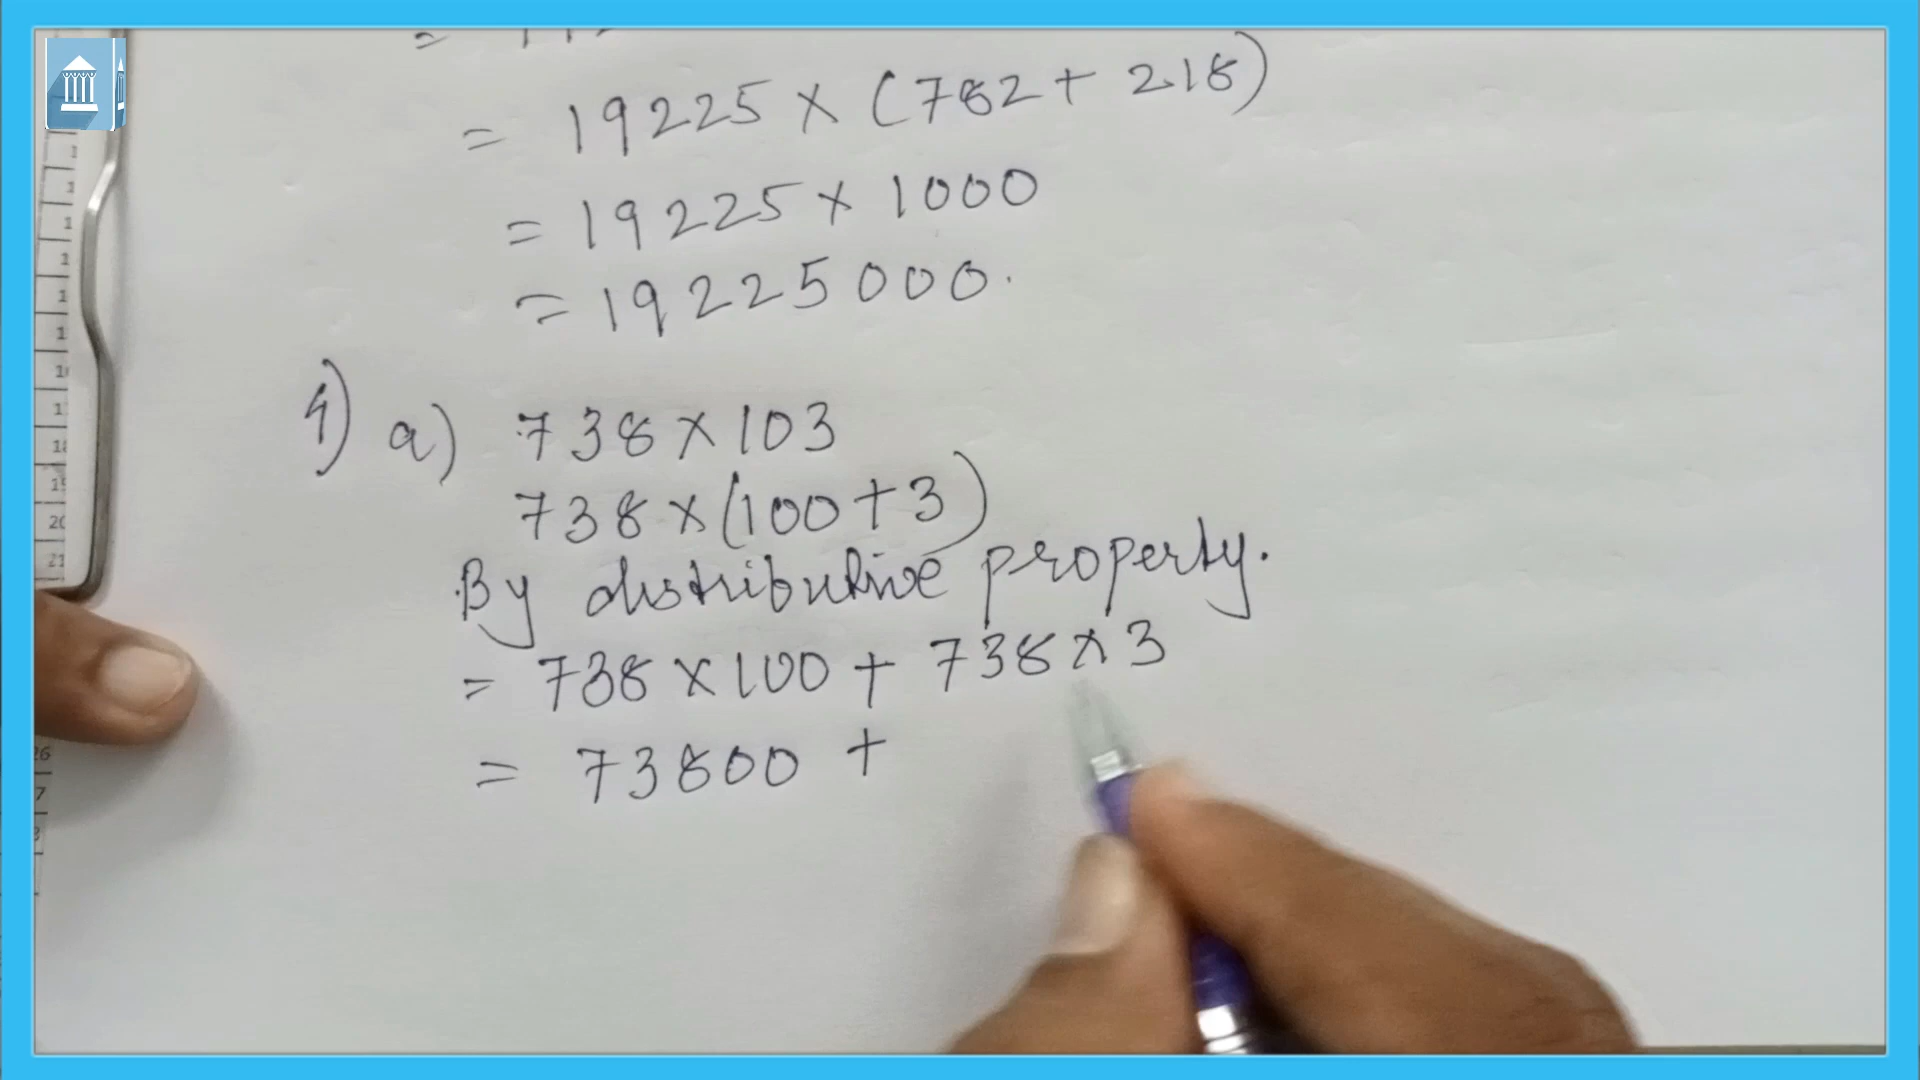 = 19225 × (782 + 218)
= 19225 × 1000
= 19225000.
4) a) 738 × 103
738 × (100 + 3)
By distributive property.
= 738 × 100 + 738 × 3
= 73800 +